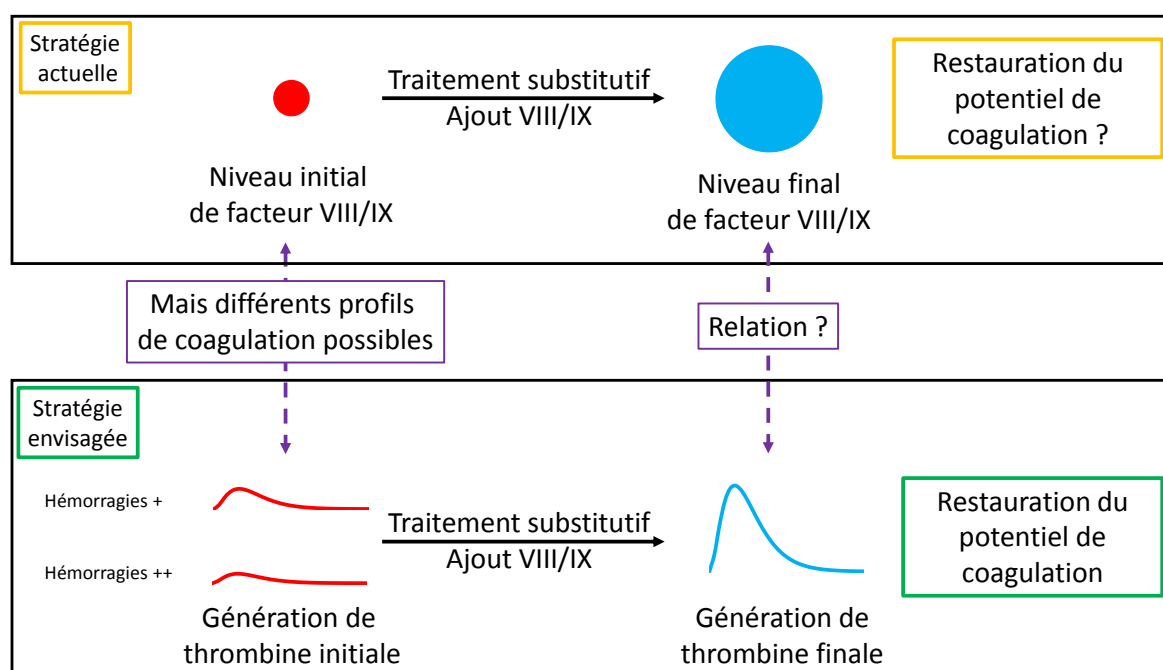 Stratégie
actuelle
Traitement substitutif
Ajout VIII/IX
Restauration du
potentiel de
coagulation ?
Niveau initial
de facteur VIII/IX
Niveau final
de facteur VIII/IX
Mais différents profils
de coagulation possibles
Relation ?
Stratégie
envisagée
Hémorragies +
Hémorragies ++
Traitement substitutif
Ajout VIII/IX
Restauration du
potentiel de
coagulation
Génération de
thrombine initiale
Génération de
thrombine finale